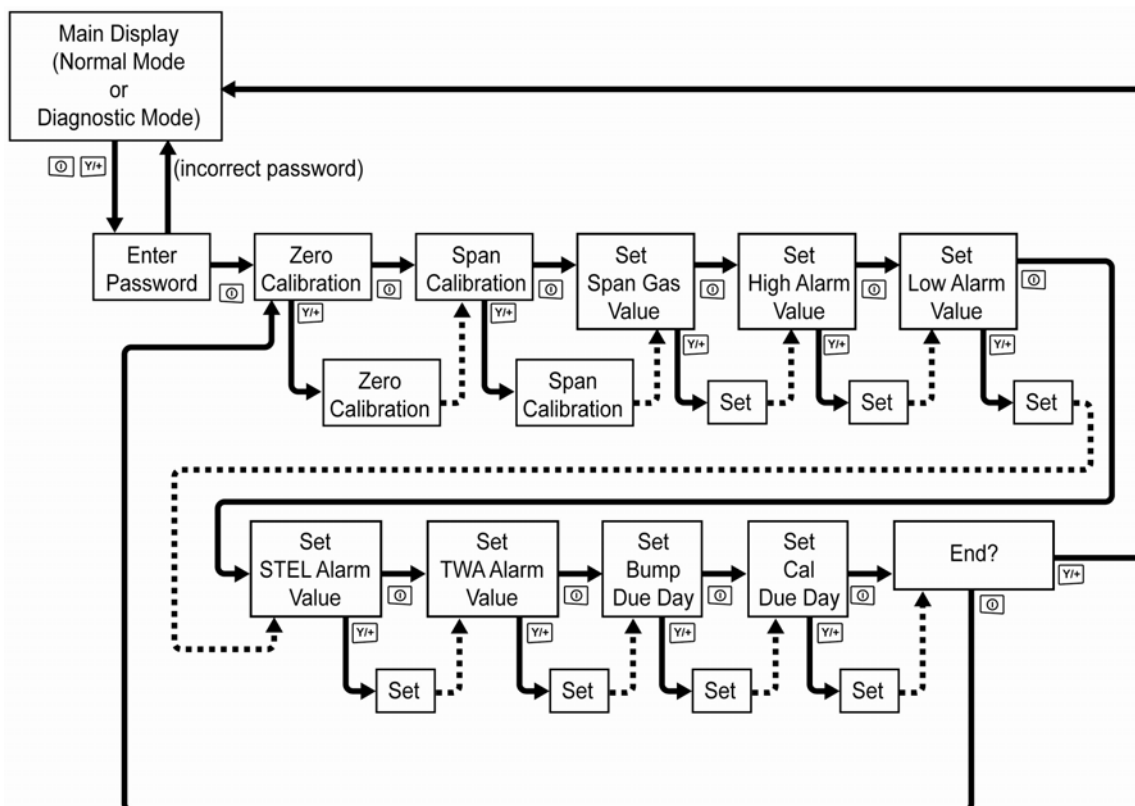 Main Display
(Normal Mode
or
Diagnostic Mode)
Y/+
(incorrect password)
Enter
Password
Zero
Calibration
Span
Calibration
Set
Span Gas
Value
Set
High Alarm
Value
Set
Low Alarm
Value
Y/+
Y/+
Y/+
Y/+
Y/+
Zero
Calibration
Span
Calibration
Set
Set
Set
Set
STEL Alarm
Value
Set
TWA Alarm
Value
Set
Bump
Due Day
Set
Cal
Due Day
End?
Y/+
Y/+
Y/+
Y/+
Y/+
Set
Set
Set
Set